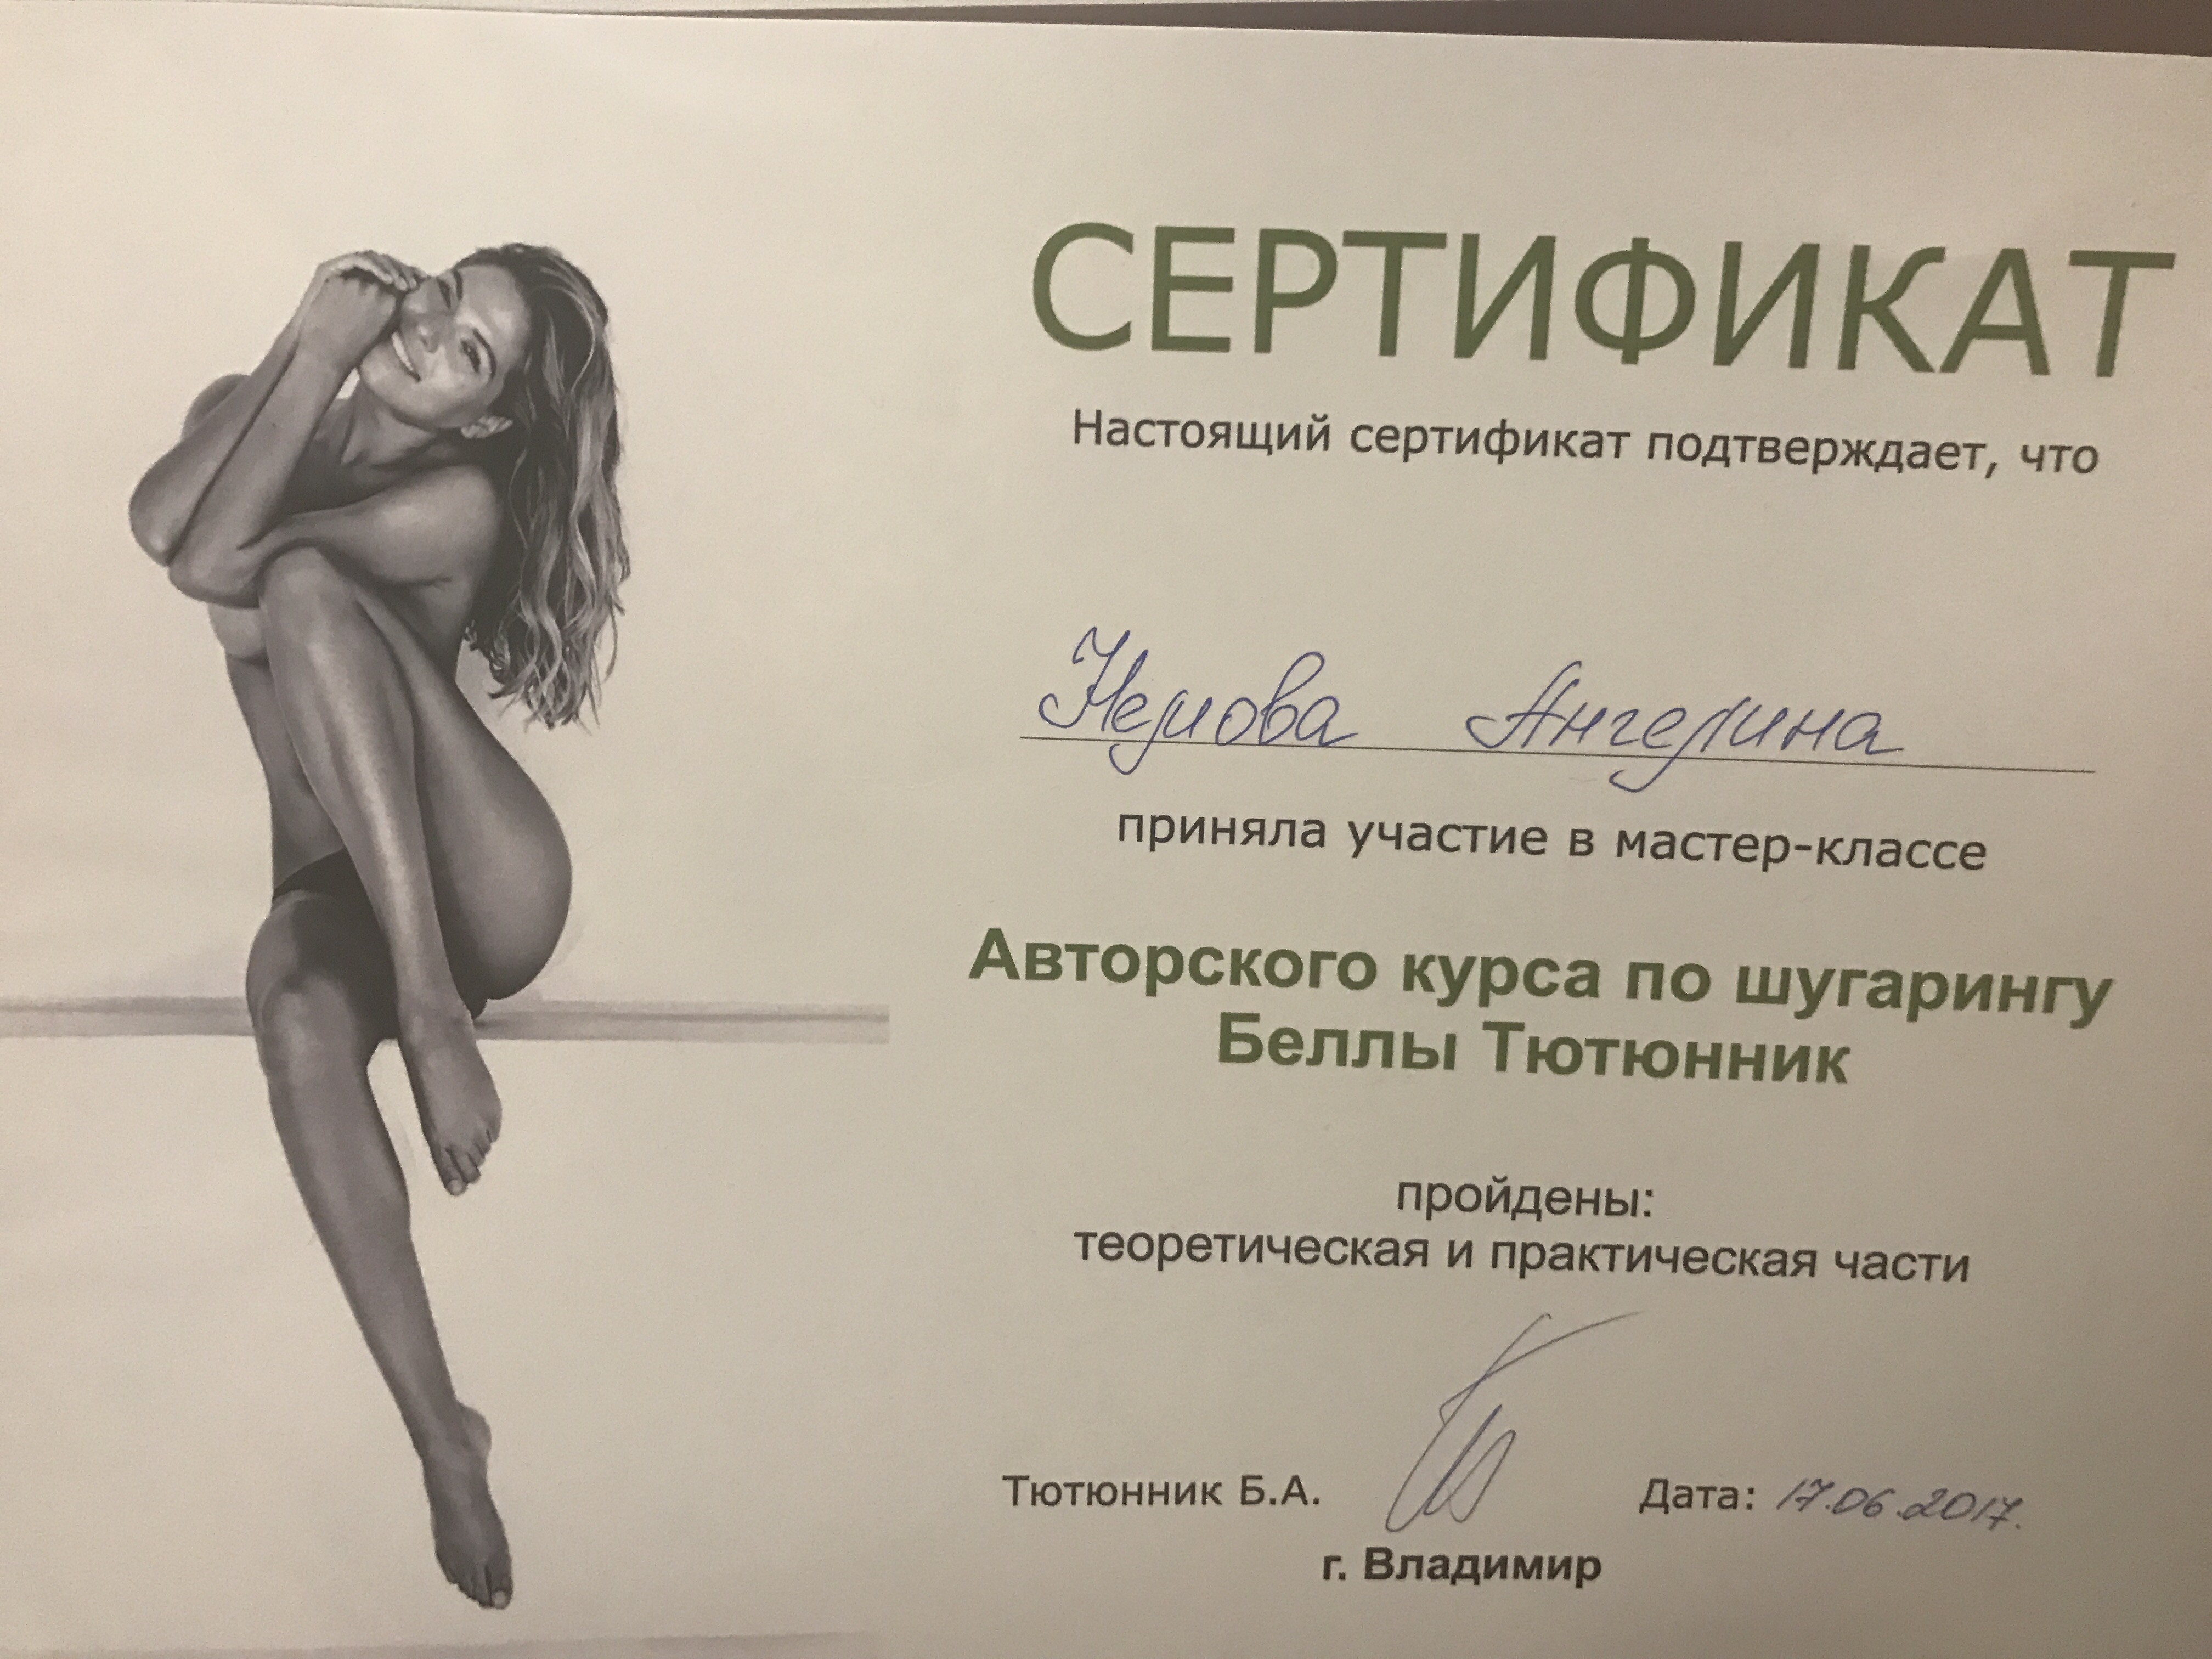 СЕРТИФИКАТ
Настоящий сертификат подтверждает, что
Немова Ангелина
приняла участие в мастер-классе
Авторского курса по шугарингу
Беллы Тютюнник
пройдены:
теоретическая и практическая части
Тютюнник Б.А. Дата: 17.06.2017.
г. Владимир